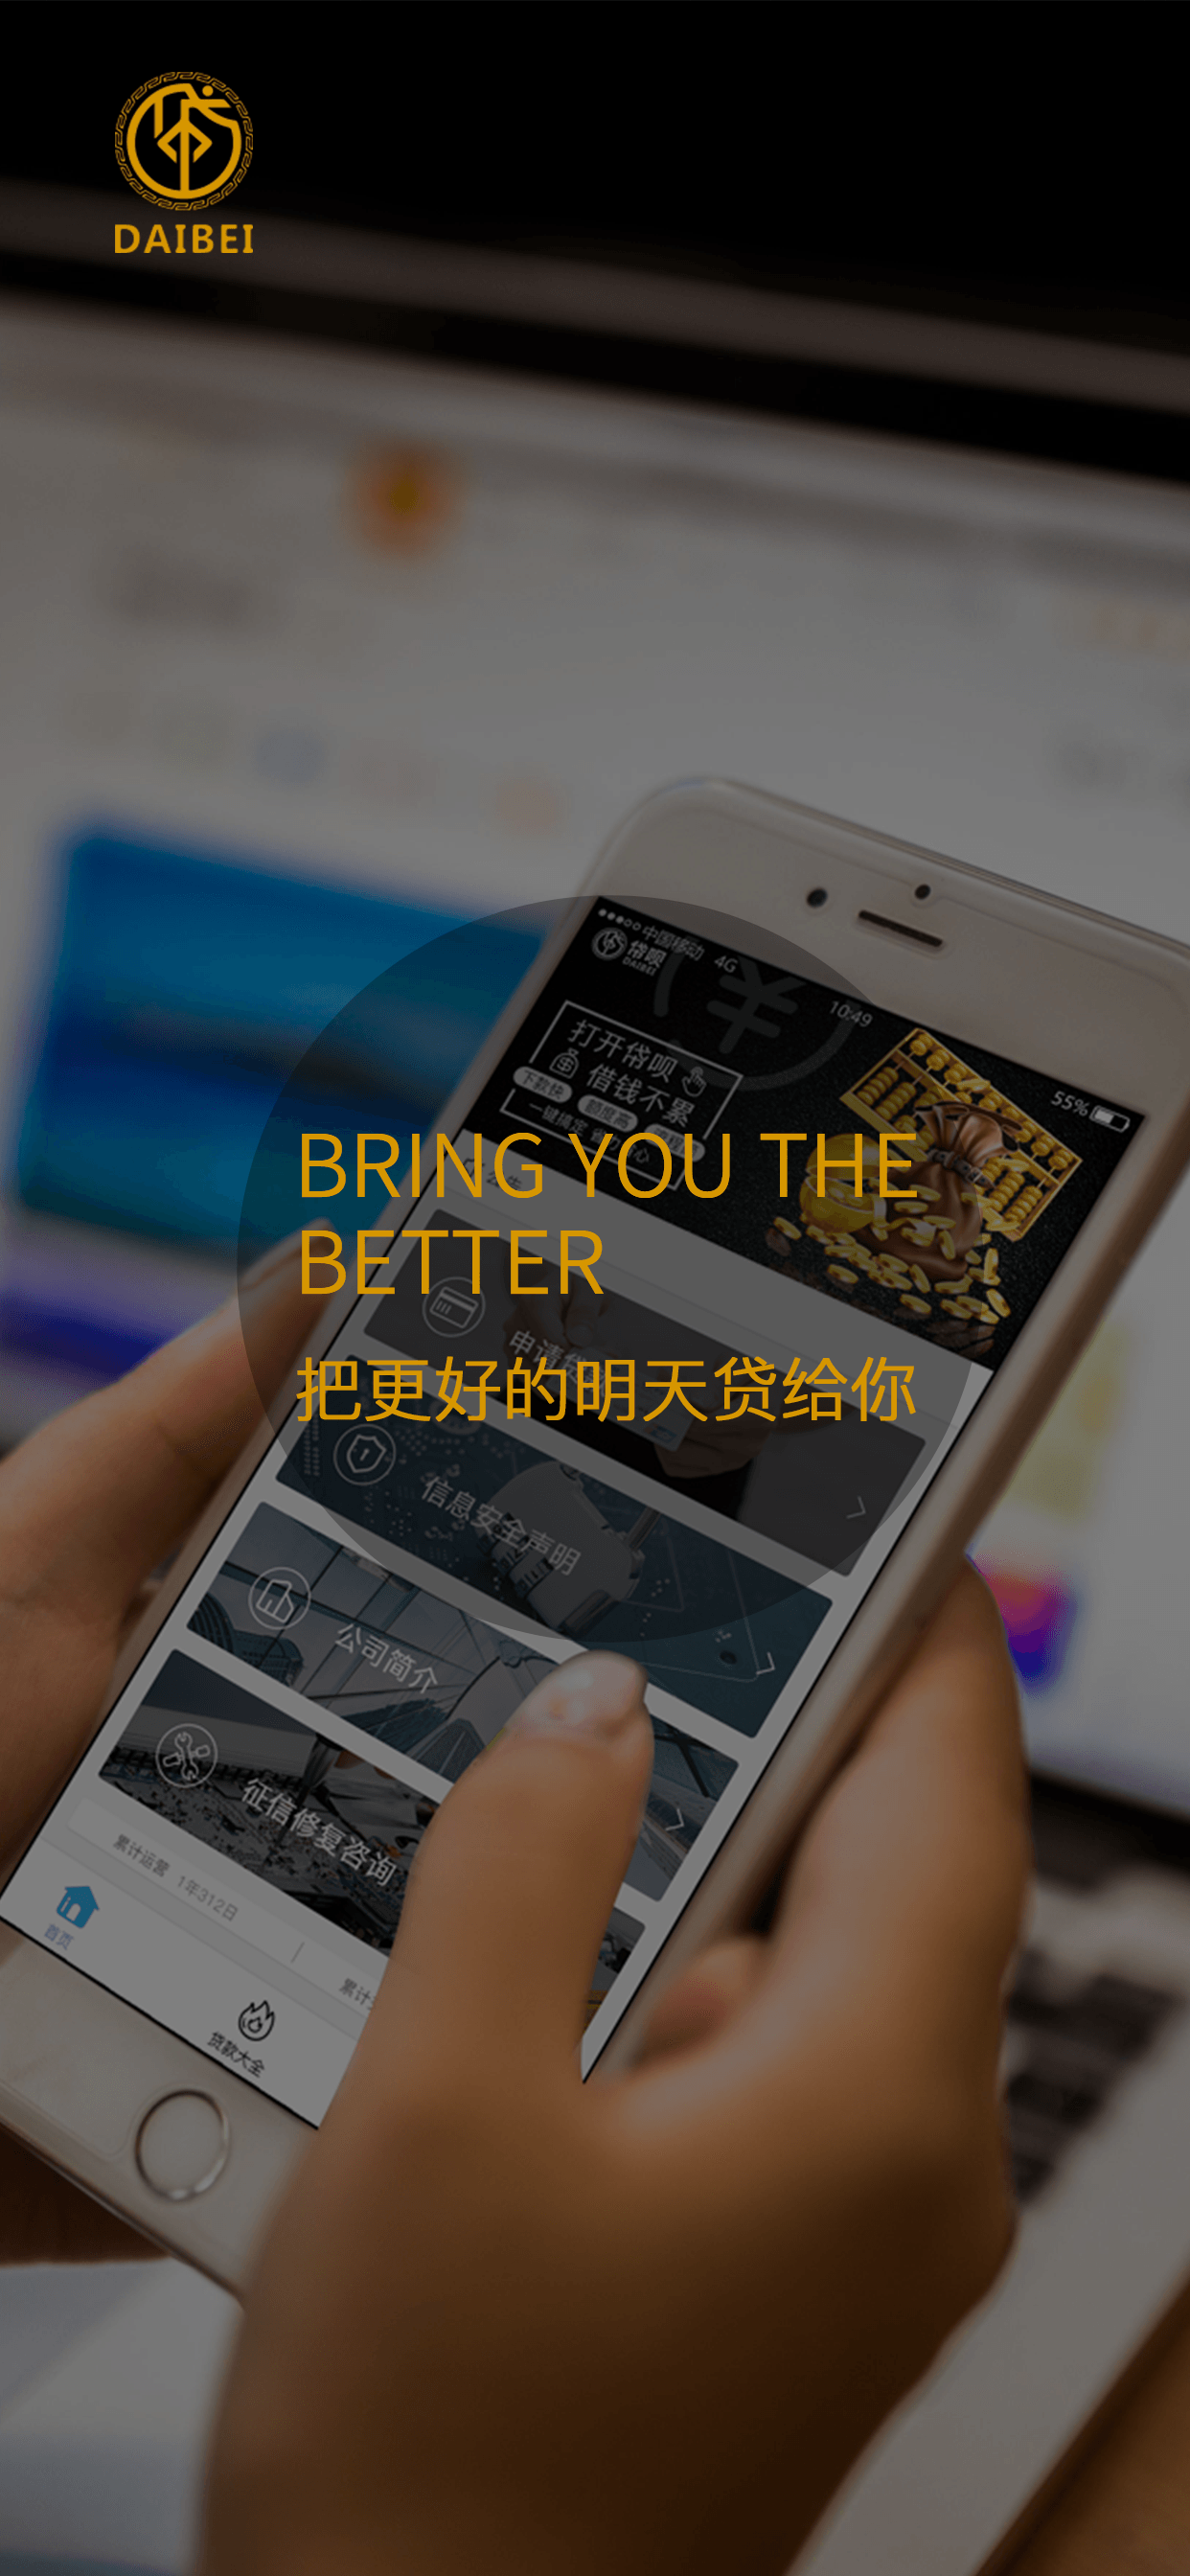 DAIBEI
中国移动 4G 10:49 55%
帒呗
DAIBEI
打开帒呗
借钱不累
下款快 额度高
一键搞定
BRING YOU THE
BETTER
把更好的明天贷给你
申请
信息安全声明
公司简介
征信修复咨询
累计运营 1年312日
累计
首页
贷款大全